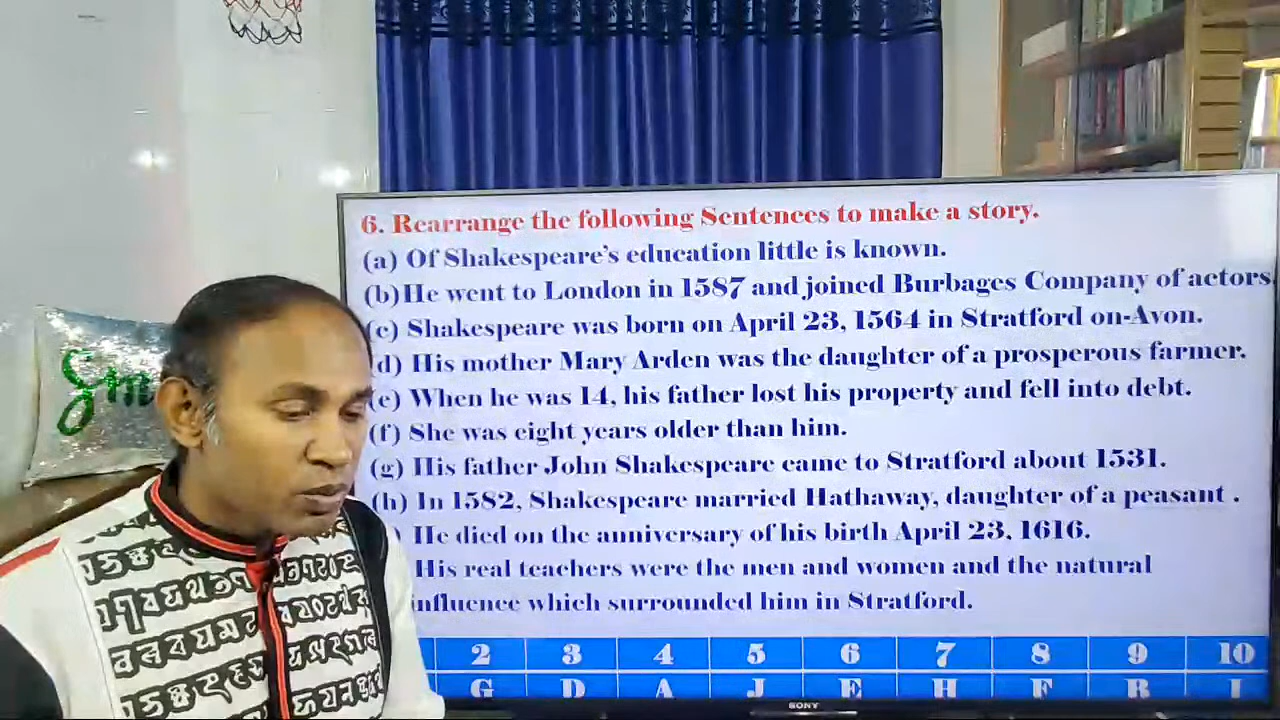 6. Rearrange the following Sentences to make a story.
(a) Of Shakespeare's education little is known.
(b)He went to London in 1587 and joined Burbages Company of actors.
(c) Shakespeare was born on April 23, 1564 in Stratford on-Avon.
d) His mother Mary Arden was the daughter of a prosperous farmer.
(e) When he was 14, his father lost his property and fell into debt.
(f) She was eight years older than him.
(g) His father John Shakespeare came to Stratford about 1531.
(h) In 1582, Shakespeare married Hathaway, daughter of a peasant .
) He died on the anniversary of his birth April 23, 1616.
His real teachers were the men and women and the natural
influence which surrounded him in Stratford.
2 3 4 5 6 7 8 9 10
G D A J E H F B I
SONY